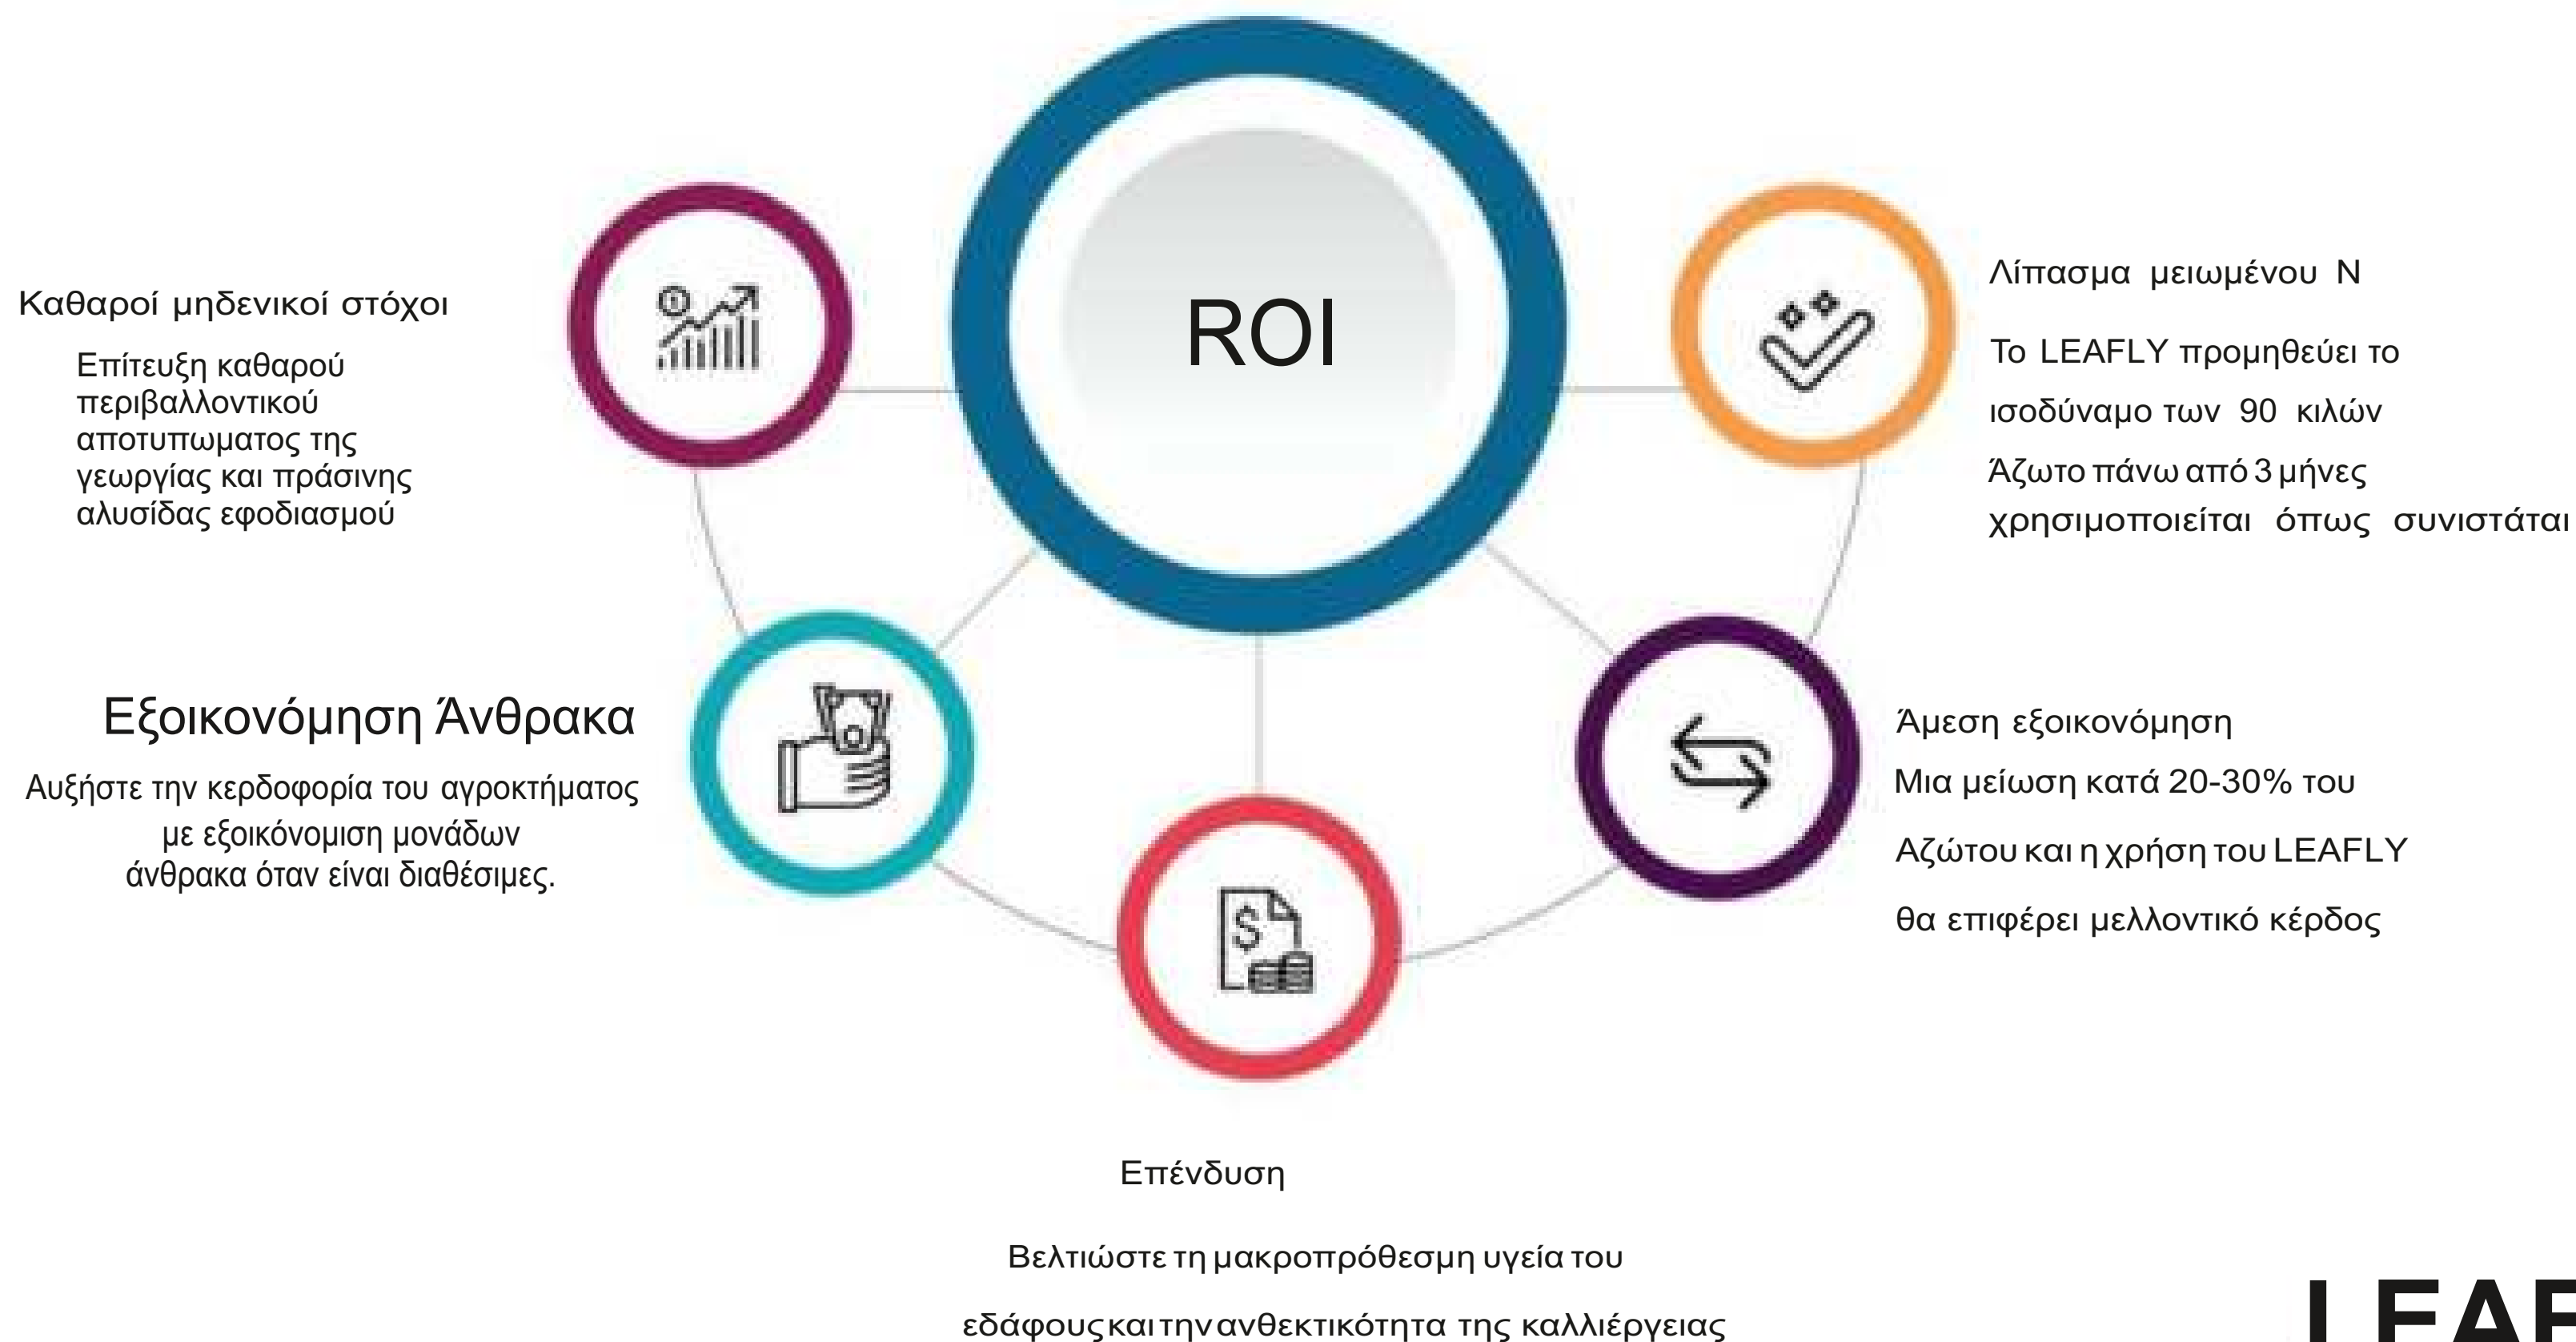 ROI
Καθαροί μηδενικοί στόχοι
Επίτευξη καθαρού
περιβαλλοντικού
αποτυπωματος της
γεωργίας και πράσινης
αλυσίδας εφοδιασμού
Λίπασμα μειωμένου Ν
Το LEAFLY προμηθεύει το
ισοδύναμο των 90 κιλών
Άζωτο πάνω από 3 μήνες
χρησιμοποιείται όπως συνιστάται
Εξοικονόμηση Άνθρακα
Αυξήστε την κερδοφορία του αγροκτήματος
με εξοικόνομιση μονάδων
άνθρακα όταν είναι διαθέσιμες.
Άμεση εξοικονόμηση
Μια μείωση κατά 20-30% του
Αζώτου και η χρήση του LEAFLY
θα επιφέρει μελλοντικό κέρδος
$
Επένδυση
Βελτιώστε τη μακροπρόθεσμη υγεία του
εδάφους και την ανθεκτικότητα της καλλιέργειας